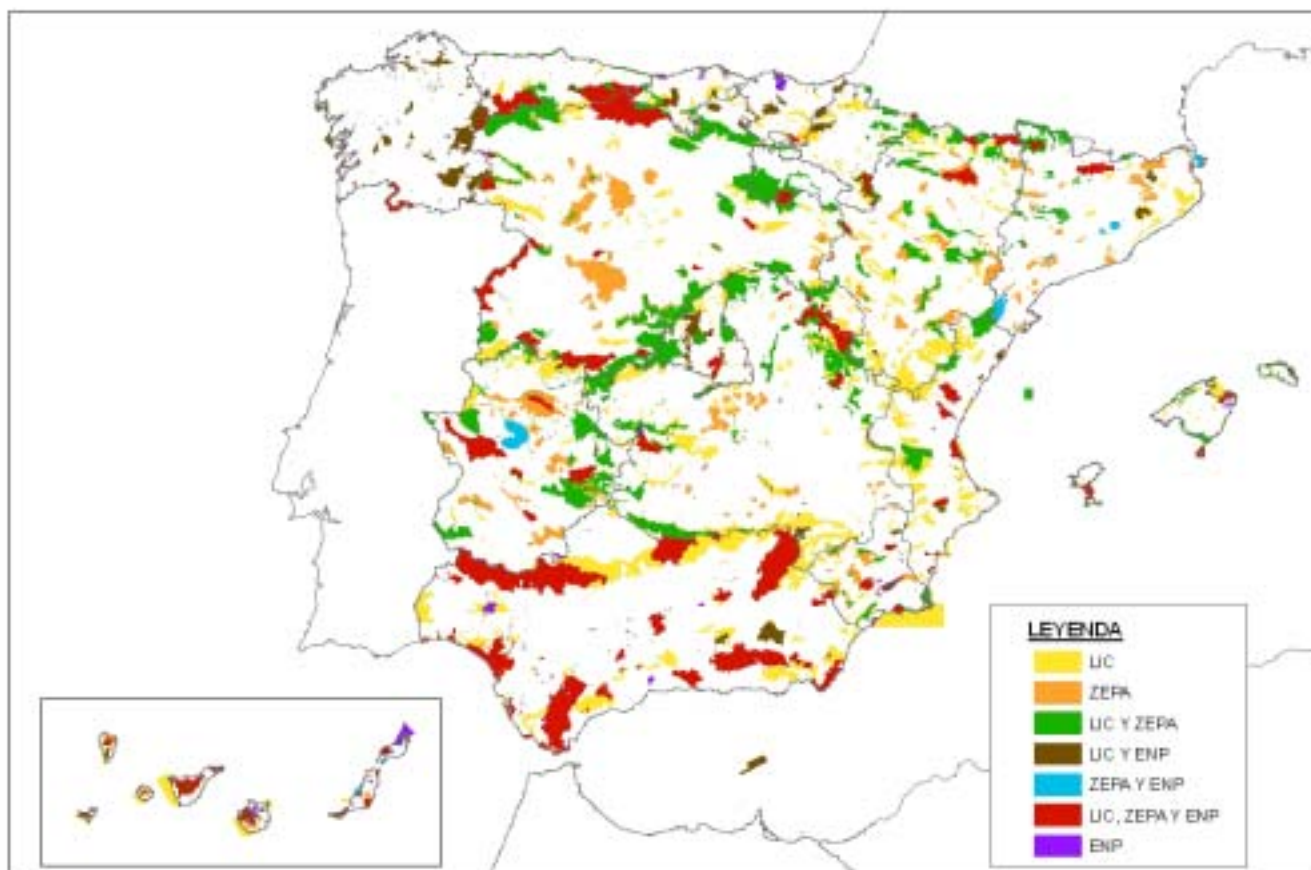 LEYENDA
LIC
ZEPA
LIC Y ZEPA
LIC Y ENP
ZEPA Y ENP
LIC, ZEPA Y ENP
ENP